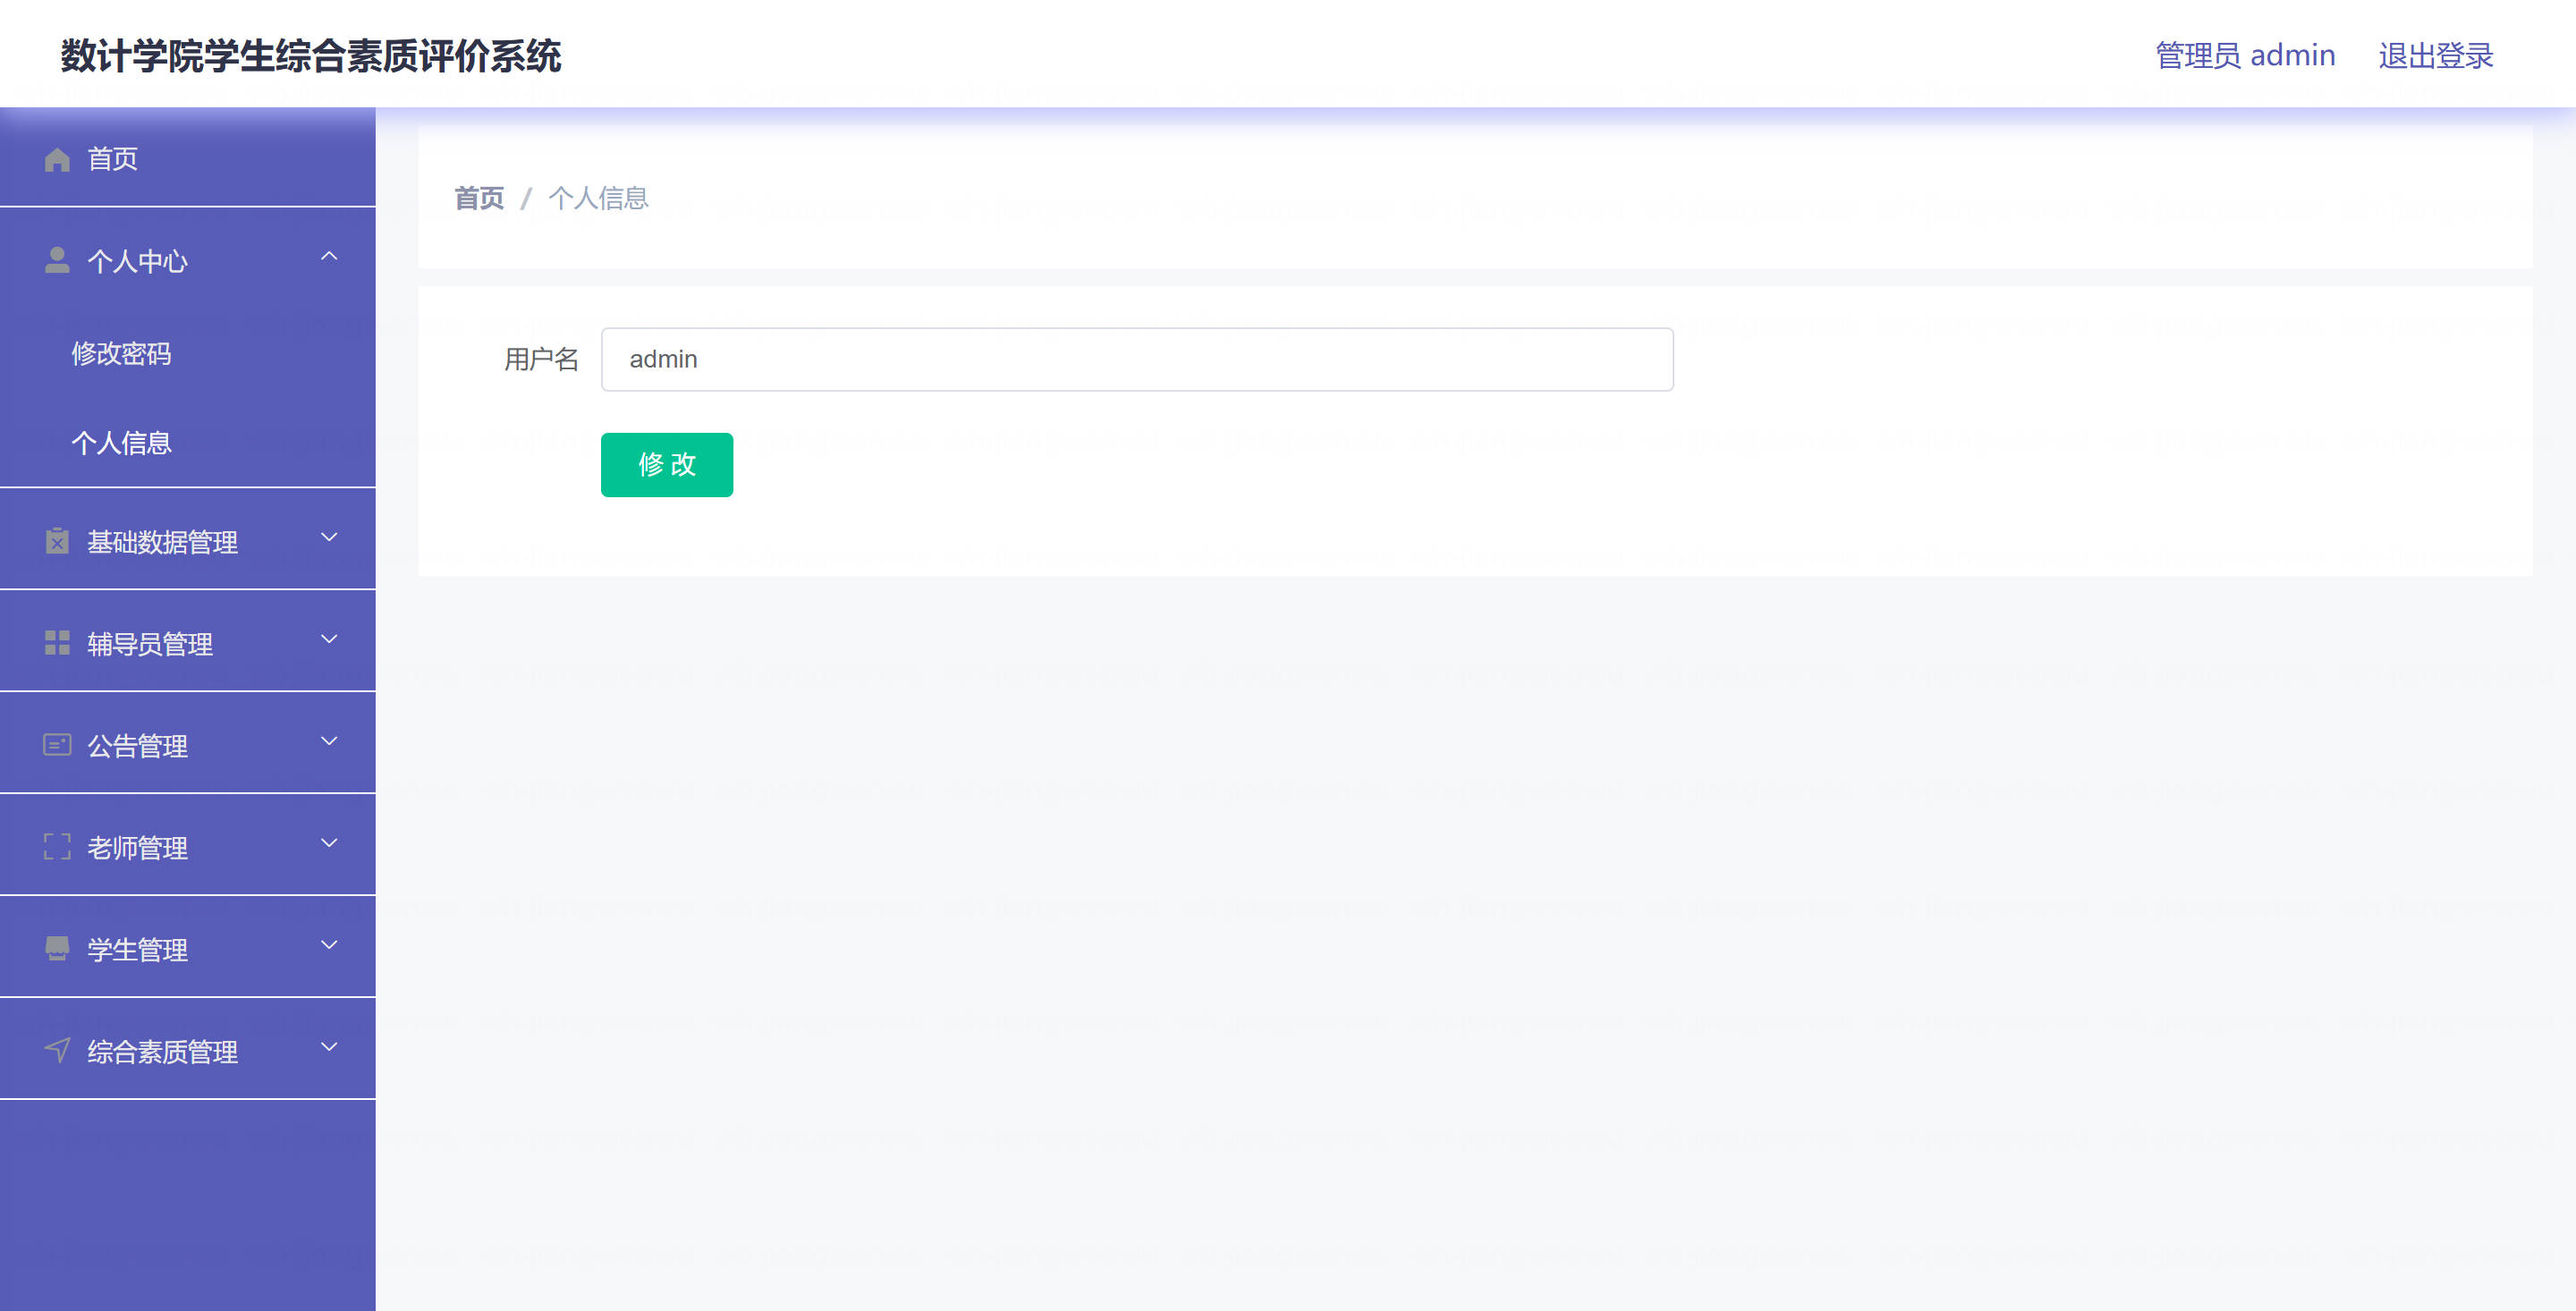 数计学院学生综合素质评价系统
管理员 admin 退出登录
首页
个人中心
修改密码
个人信息
基础数据管理
辅导员管理
公告管理
老师管理
学生管理
综合素质管理
首页 / 个人信息
用户名 admin
修 改